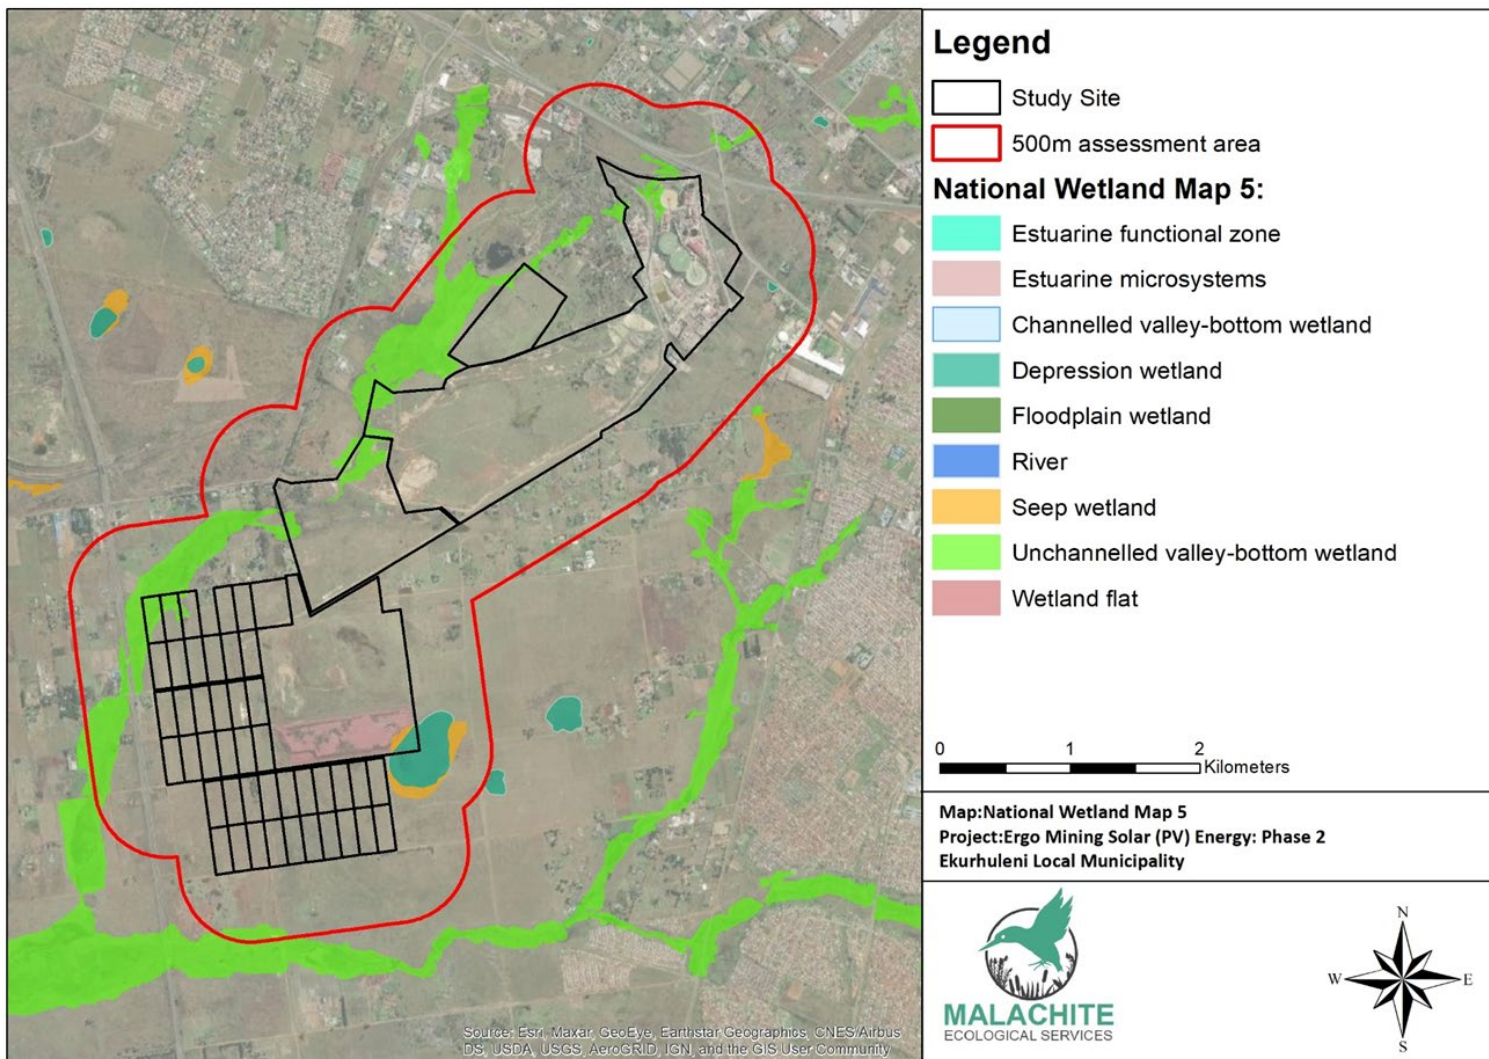 Legend
Study Site
500m assessment area
National Wetland Map 5:
Estuarine functional zone
Estuarine microsystems
Channelled valley-bottom wetland
Depression wetland
Floodplain wetland
River
Seep wetland
Unchannelled valley-bottom wetland
Wetland flat
0 1 2
Kilometers
Map:National Wetland Map 5
Project:Ergo Mining Solar (PV) Energy: Phase 2
Ekurhuleni Local Municipality
MALACHITE
ECOLOGICAL SERVICES
N
W E
S
Source: Esri, Maxar, GeoEye, Earthstar Geographics, CNES/Airbus
DS, USDA, USGS, AeroGRID, IGN, and the GIS User Community